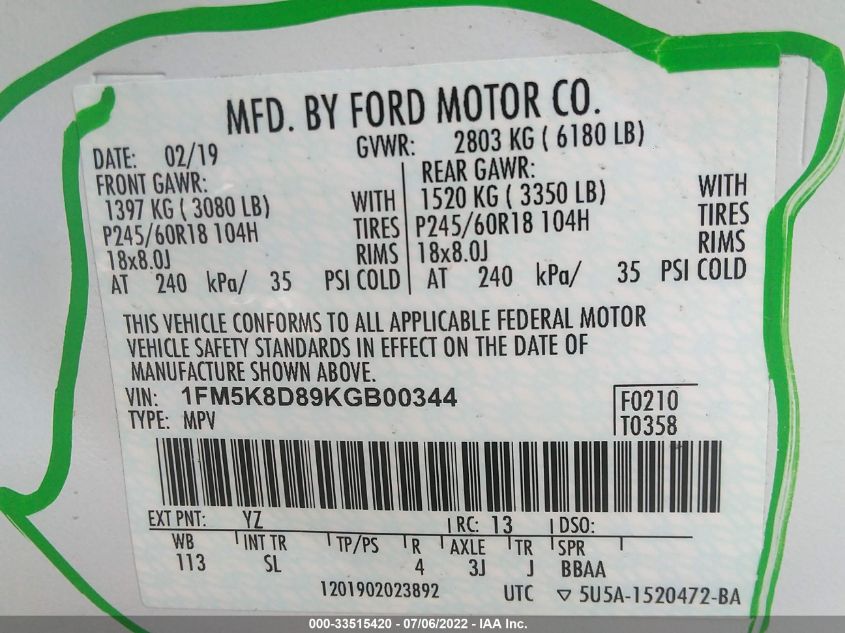 MFD. BY FORD MOTOR CO.
DATE: 02/19 GVWR: 2803 KG ( 6180 LB)
FRONT GAWR: REAR GAWR:
1397 KG ( 3080 LB) WITH 1520 KG ( 3350 LB) WITH
P245/60R18 104H TIRES P245/60R18 104H TIRES
18x8.0J RIMS 18x8.0J RIMS
AT 240 kPa/ 35 PSI COLD AT 240 kPa/ 35 PSI COLD
THIS VEHICLE CONFORMS TO ALL APPLICABLE FEDERAL MOTOR
VEHICLE SAFETY STANDARDS IN EFFECT ON THE DATE OF
MANUFACTURE SHOWN ABOVE.
VIN: 1FM5K8D89KGB00344 F0210
TYPE: MPV T0358
EXT PNT: YZ RC: 13 DSO:
WB INT TR TP/PS R AXLE TR SPR
113 SL 4 3J J BBAA
1201902023892 UTC ▽ 5U5A-1520472-BA
000-33515420 - 07/06/2022 - IAA Inc.